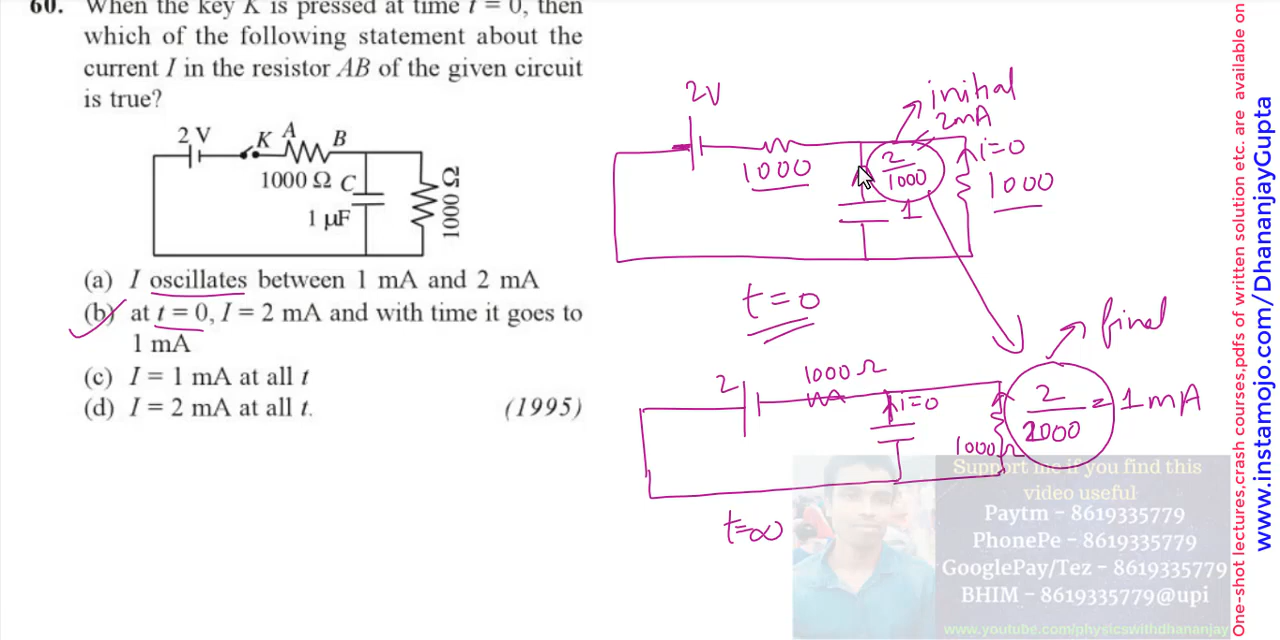 60. When the key K is pressed at time t = 0, then
which of the following statement about the
current I in the resistor AB of the given circuit
is true?
2 V
K
A
B
1000 Ω
C
1 μF
1000 Ω
(a) I oscillates between 1 mA and 2 mA
(b) at t = 0, I = 2 mA and with time it goes to
1 mA
(c) I = 1 mA at all t
(d) I = 2 mA at all t.
(1995)
2V
1000
initial
2mA
2
1000
i=0
1000
1
t=0
final
2
1000 Ω
i=0
1000 Ω
2
2000
= 1mA
t=∞
Support me if you find this
video useful
Paytm - 8619335779
PhonePe - 8619335779
GooglePay/Tez - 8619335779
BHIM - 8619335779@upi
www.youtube.com/physicswithdhananjay
One-shot lectures,crash courses,pdfs of written solution etc. are available on
www.instamojo.com/DhananjayGupta